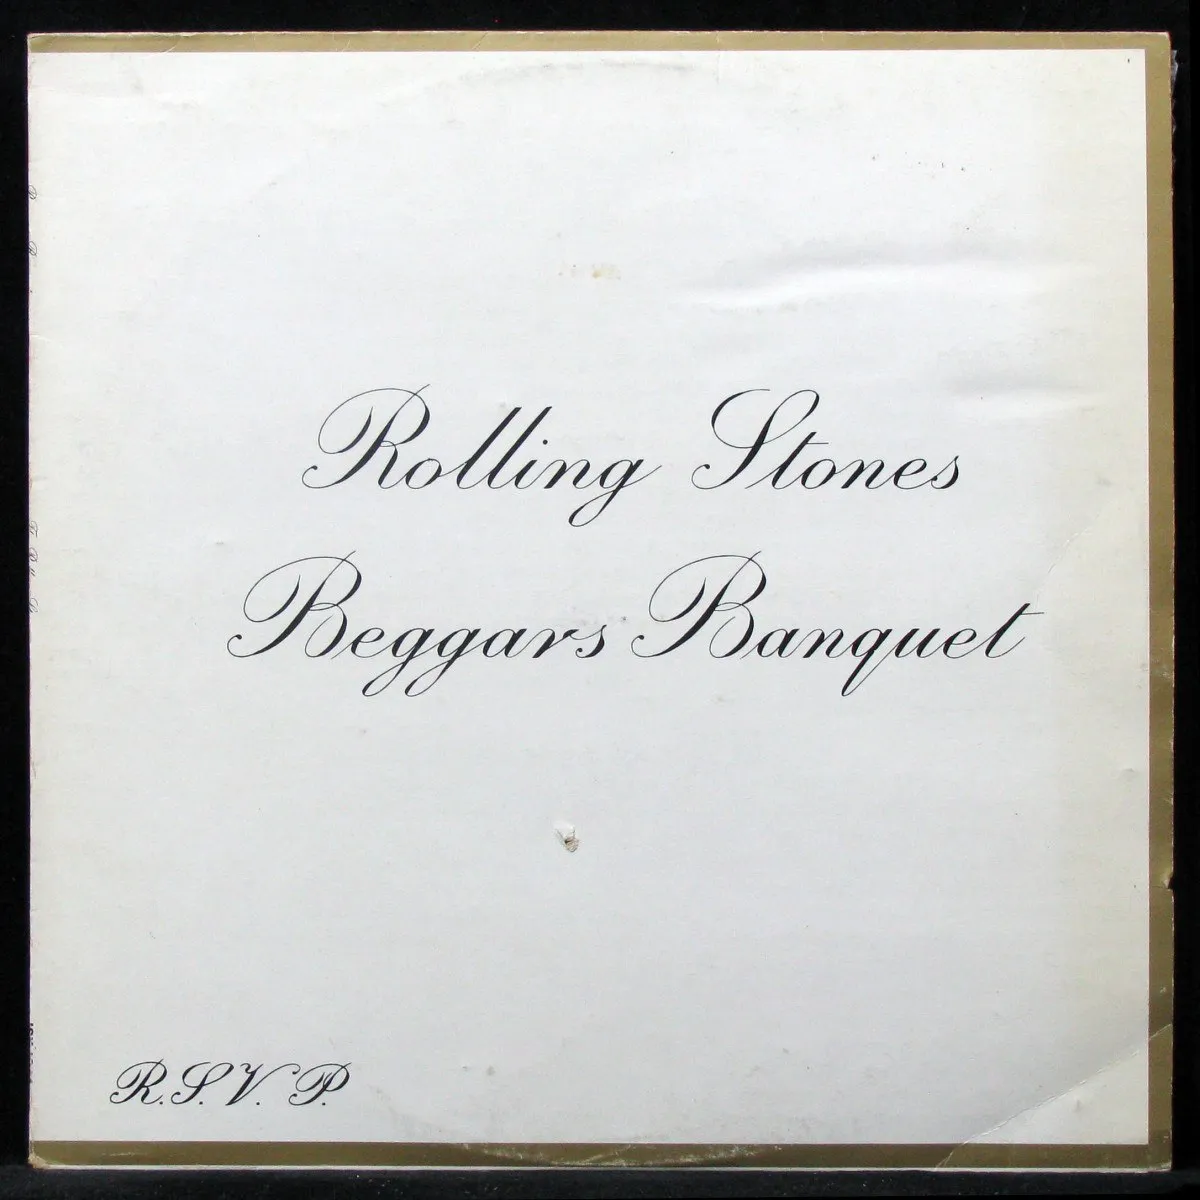 Rolling Stones
Beggars Banquet
R.S.V.P.